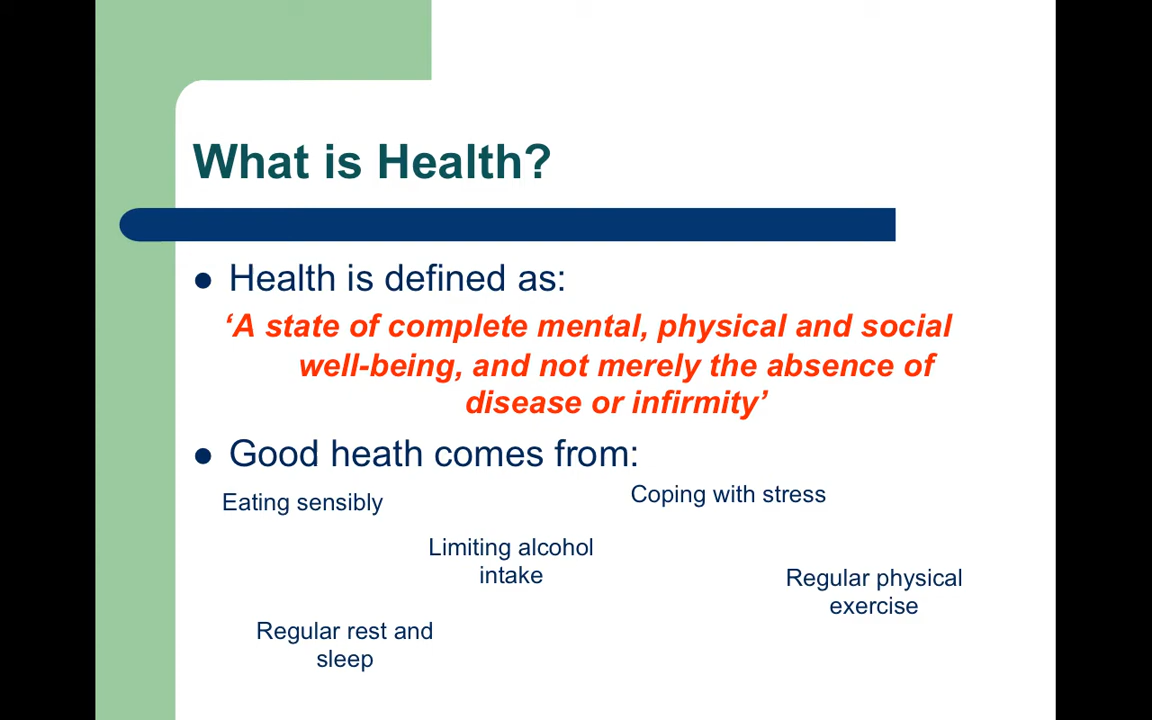 What is Health?
Health is defined as:
‘A state of complete mental, physical and social
well-being, and not merely the absence of
disease or infirmity’
Good heath comes from:
Eating sensibly
Coping with stress
Limiting alcohol
intake
Regular physical
exercise
Regular rest and
sleep